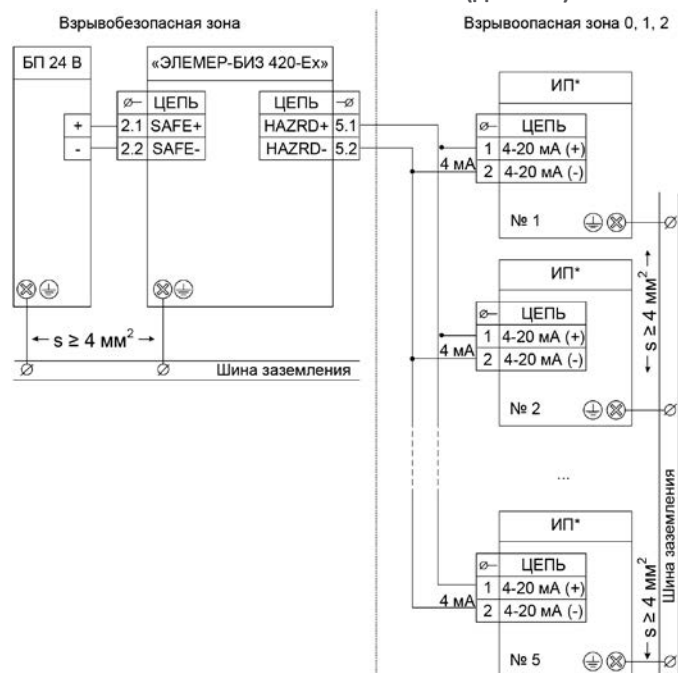 Взрывобезопасная зона
Взрывоопасная зона 0, 1, 2
БП 24 В
+
-
«ЭЛЕМЕР-БИЗ 420-Ex»
ЦЕПЬ
2.1 SAFE+
2.2 SAFE-
ЦЕПЬ
HAZRD+ 5.1
HAZRD- 5.2
s ≥ 4 мм²
Шина заземления
ИП*
ЦЕПЬ
1 4-20 мА (+)
4 мА
2 4-20 мА (-)
№ 1
s ≥ 4 мм²
ИП*
ЦЕПЬ
1 4-20 мА (+)
4 мА
2 4-20 мА (-)
№ 2
...
ИП*
ЦЕПЬ
1 4-20 мА (+)
4 мА
2 4-20 мА (-)
№ 5
s ≥ 4 мм²
Шина заземления